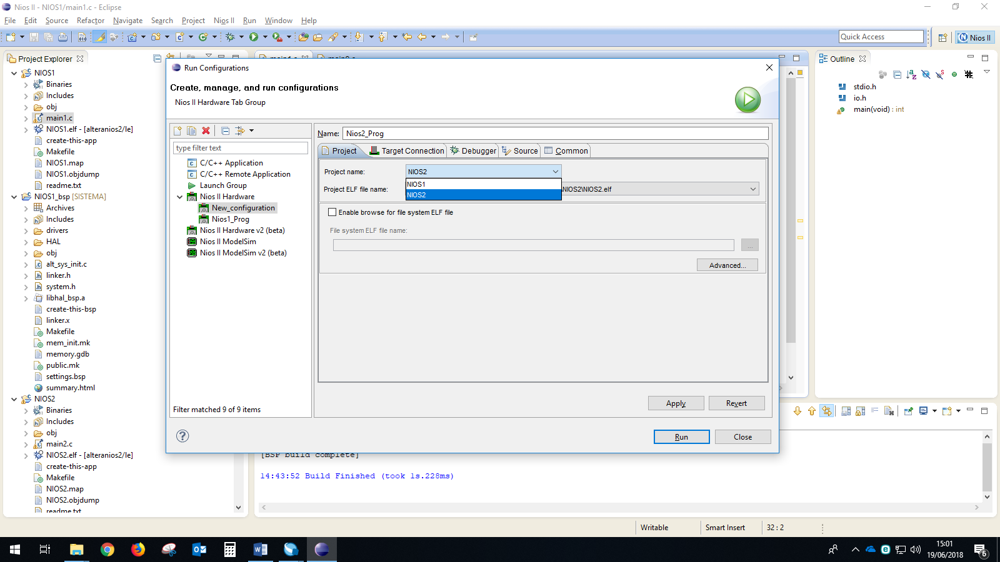 Nios II - NIOS1/main1.c - Eclipse
File Edit Source Refactor Navigate Search Project Nios II Run Window Help
Quick Access
Nios II
Project Explorer
NIOS1
Binaries
Includes
obj
main1.c
NIOS1.elf - [alteranios2/le]
create-this-app
Makefile
NIOS1.map
NIOS1.objdump
readme.txt
NIOS1_bsp [SISTEMA]
Archives
Includes
drivers
HAL
obj
alt_sys_init.c
linker.h
system.h
libhal_bsp.a
create-this-bsp
linker.x
Makefile
mem_init.mk
memory.gdb
public.mk
settings.bsp
summary.html
NIOS2
Binaries
Includes
obj
main2.c
NIOS2.elf - [alteranios2/le]
create-this-app
Makefile
NIOS2.map
NIOS2.objdump
readme.txt
Run Configurations
Create, manage, and run configurations
Nios II Hardware Tab Group
type filter text
C/C++ Application
C/C++ Remote Application
Launch Group
Nios II Hardware
New_configuration
Nios1_Prog
Nios II Hardware v2 (beta)
Nios II ModelSim
Nios II ModelSim v2 (beta)
Filter matched 9 of 9 items
Name: Nios2_Prog
Project Target Connection Debugger Source Common
Project name: NIOS2
NIOS1
NIOS2
Project ELF file name: \NIOS2\NIOS2.elf
Enable browse for file system ELF file
File system ELF file name:
...
Advanced...
Apply Revert
Run Close
Outline
stdio.h
io.h
main(void) : int
[BSP build complete]
14:43:52 Build Finished (took 1s.228ms)
Writable Smart Insert 32 : 2
15:01
19/06/2018
6